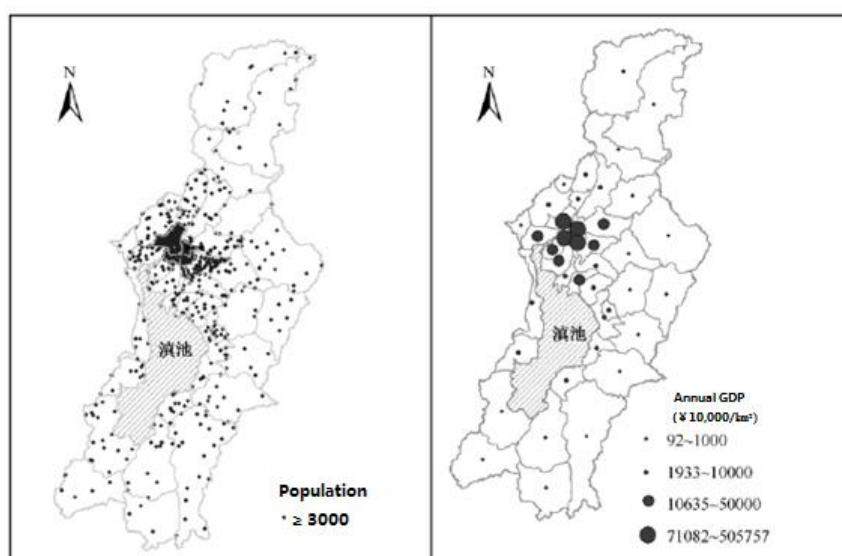 N
滇池
Population
· ≥ 3000
N
滇池
Annual GDP
(¥10,000/km²)
92~1000
1933~10000
10635~50000
71082~505757